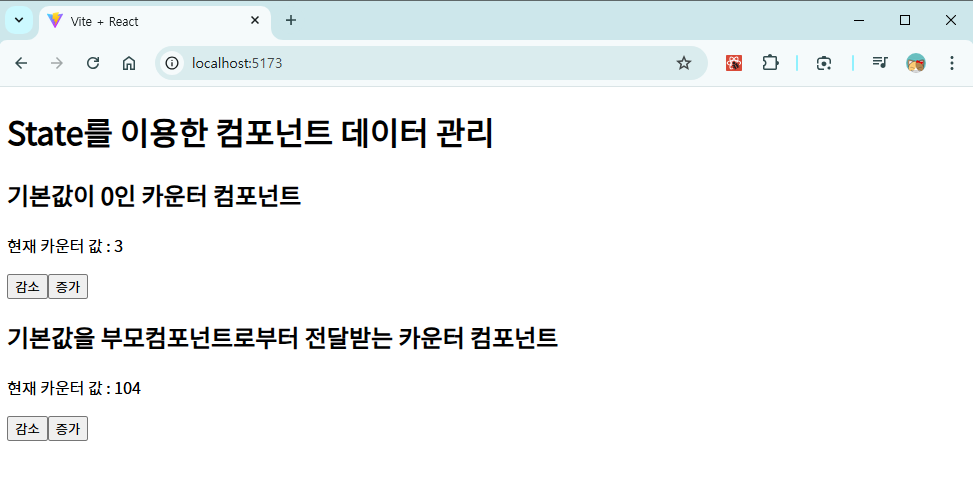 Vite + React
localhost:5173
State를 이용한 컴포넌트 데이터 관리
기본값이 0인 카운터 컴포넌트
현재 카운터 값 : 3
감소 증가
기본값을 부모컴포넌트로부터 전달받는 카운터 컴포넌트
현재 카운터 값 : 104
감소 증가